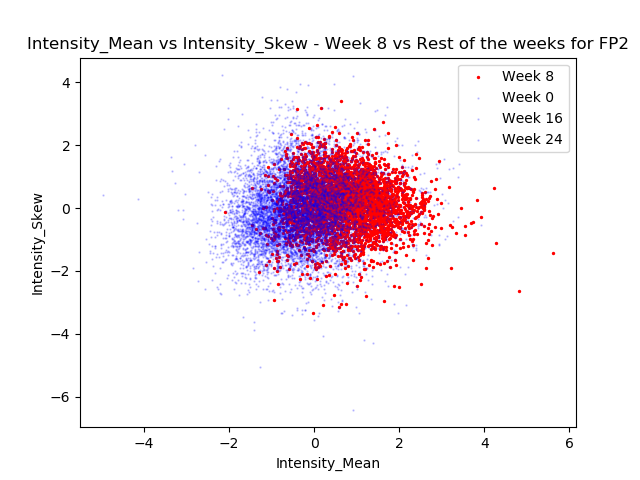 Intensity_Mean vs Intensity_Skew - Week 8 vs Rest of the weeks for FP2
Week 8
Week 0
Week 16
Week 24
4
2
0
−2
−4
−6
Intensity_Skew
−4
−2
0
2
4
6
Intensity_Mean